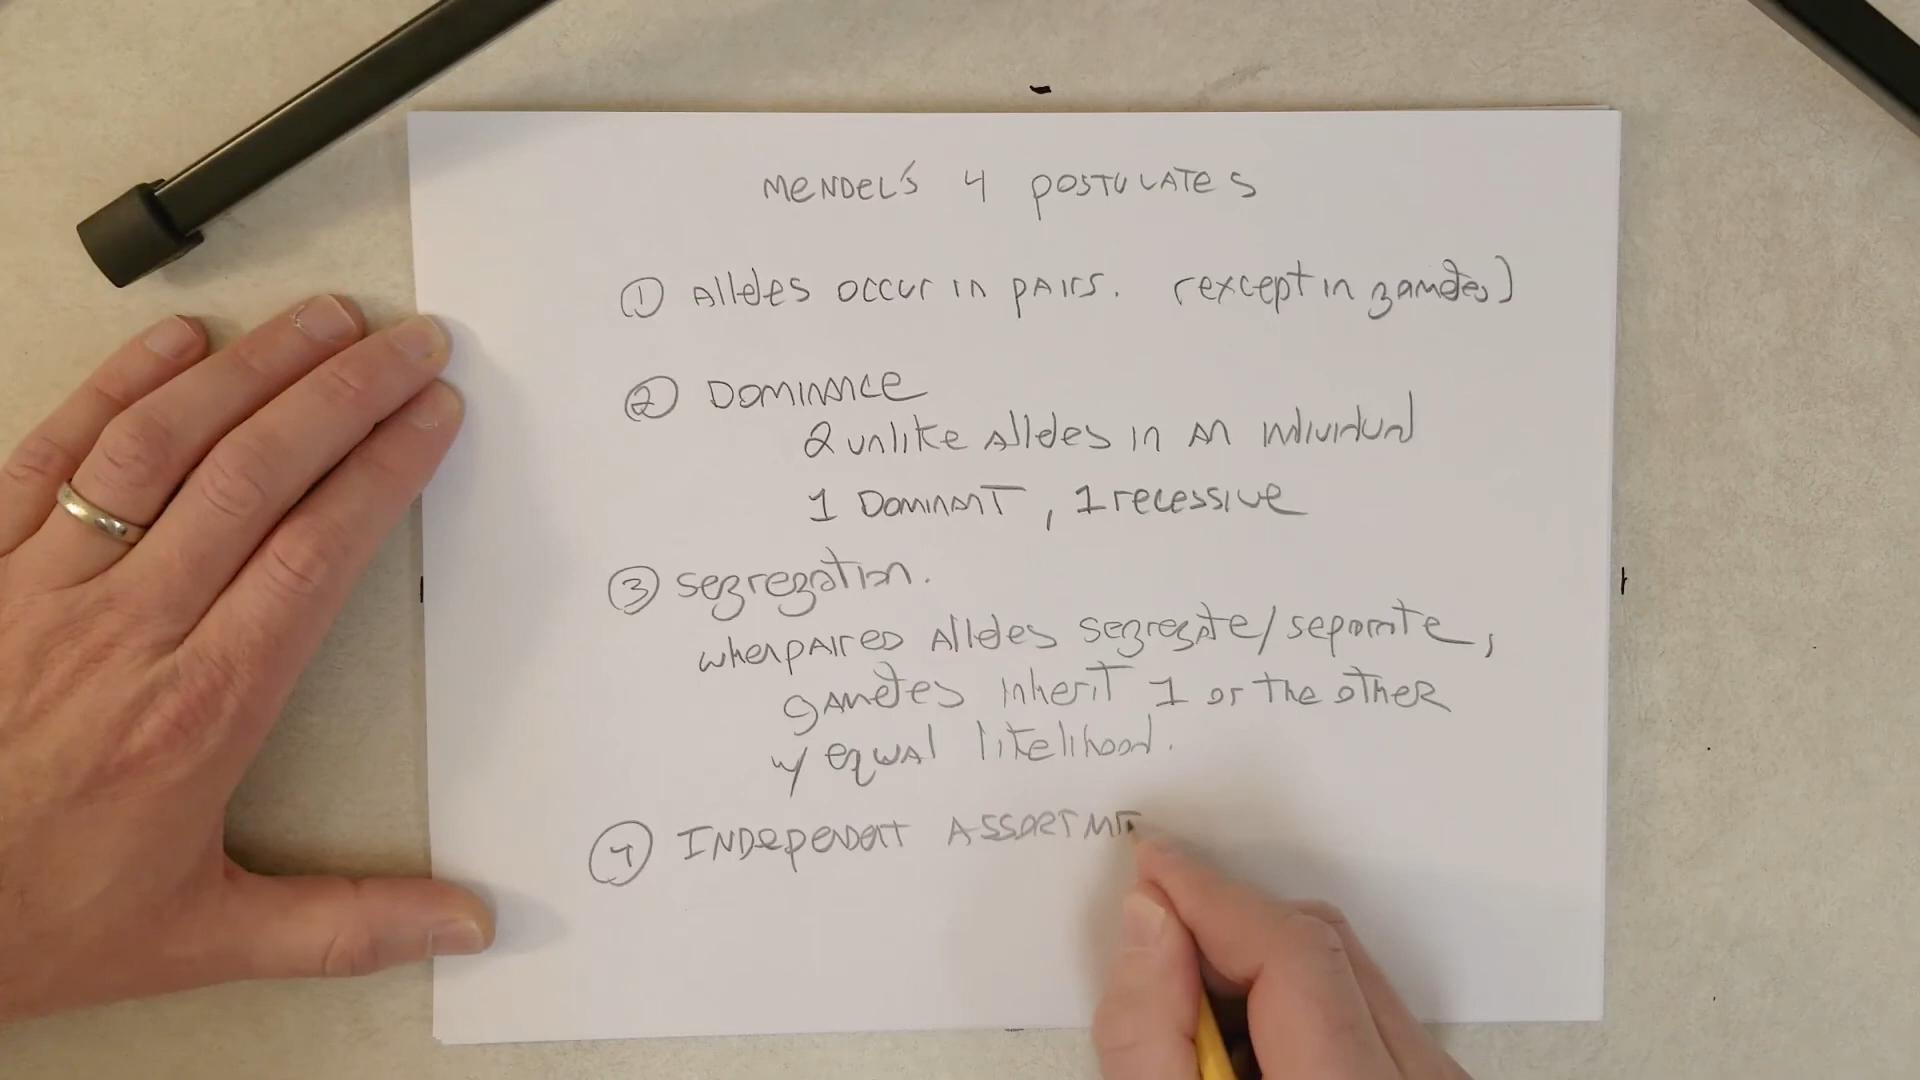 MENDEL'S 4 POSTULATES
① Alleles occur in pairs. (except in gametes)
② Dominance
2 unlike Alleles in an individual
1 Dominant, 1 recessive
③ segregation.
when paired Alleles segregate/separate,
gametes inherit 1 or the other
w/ equal likelihood.
④ Independent Assortm